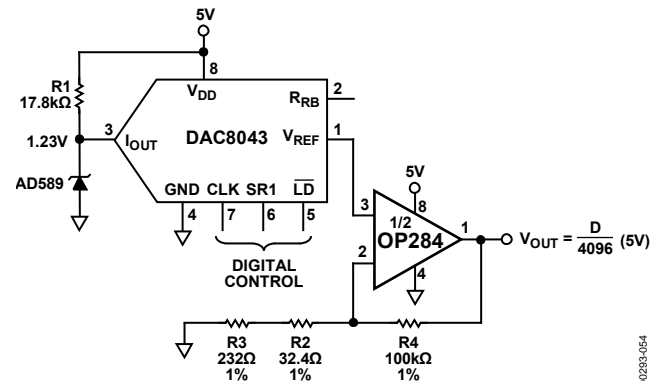 5V
8
R1
17.8kΩ
VDD
RRB
2
1.23V
3
IOUT
DAC8043
VREF
1
AD589
GND
CLK
SR1
LD
4
7
6
5
DIGITAL
CONTROL
5V
3
8
1/2
OP284
1
2
4
VOUT = D/4096 (5V)
R3
232Ω
1%
R2
32.4Ω
1%
R4
100kΩ
1%
00293-054